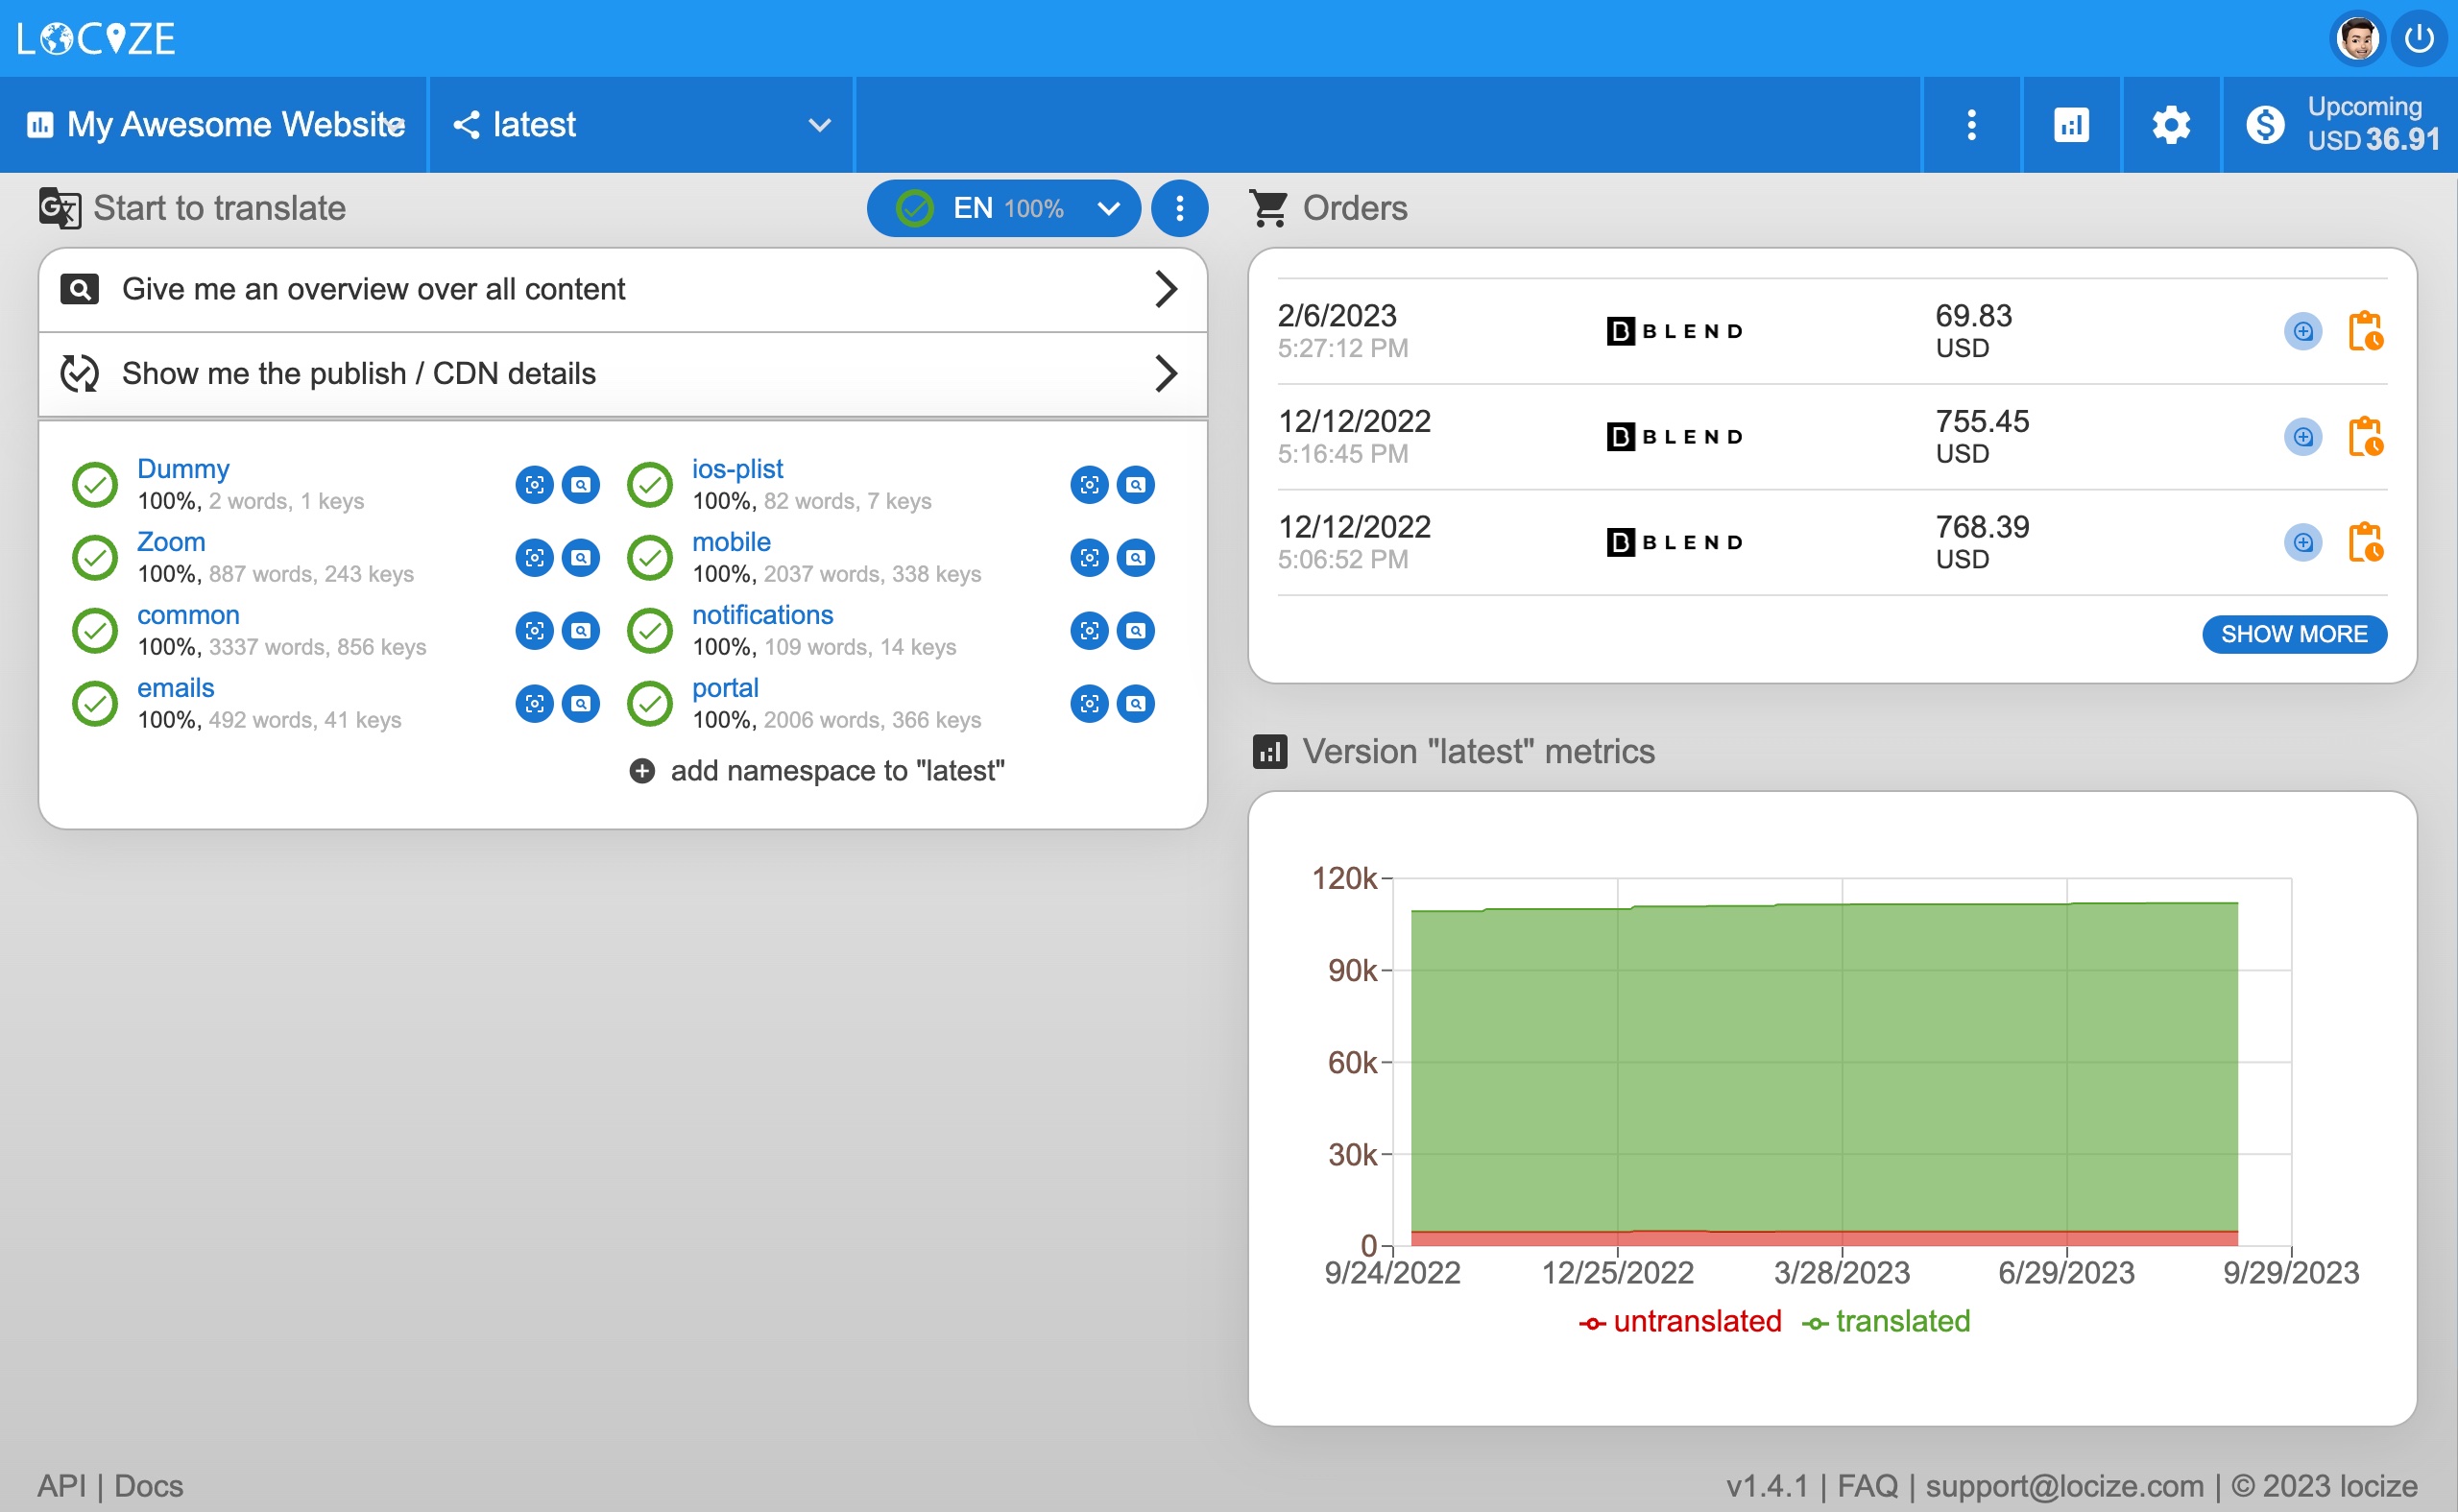 LOCIZE
My Awesome Website
latest
Upcoming
USD 36.91
Start to translate
EN 100%
Give me an overview over all content
Show me the publish / CDN details
Dummy
100%, 2 words, 1 keys
Zoom
100%, 887 words, 243 keys
common
100%, 3337 words, 856 keys
emails
100%, 492 words, 41 keys
ios-plist
100%, 82 words, 7 keys
mobile
100%, 2037 words, 338 keys
notifications
100%, 109 words, 14 keys
portal
100%, 2006 words, 366 keys
add namespace to "latest"
Orders
2/6/2023
5:27:12 PM
BLEND
69.83
USD
12/12/2022
5:16:45 PM
BLEND
755.45
USD
12/12/2022
5:06:52 PM
BLEND
768.39
USD
SHOW MORE
Version "latest" metrics
120k
90k
60k
30k
0
9/24/2022
12/25/2022
3/28/2023
6/29/2023
9/29/2023
untranslated
translated
API | Docs
v1.4.1 | FAQ | support@locize.com | © 2023 locize